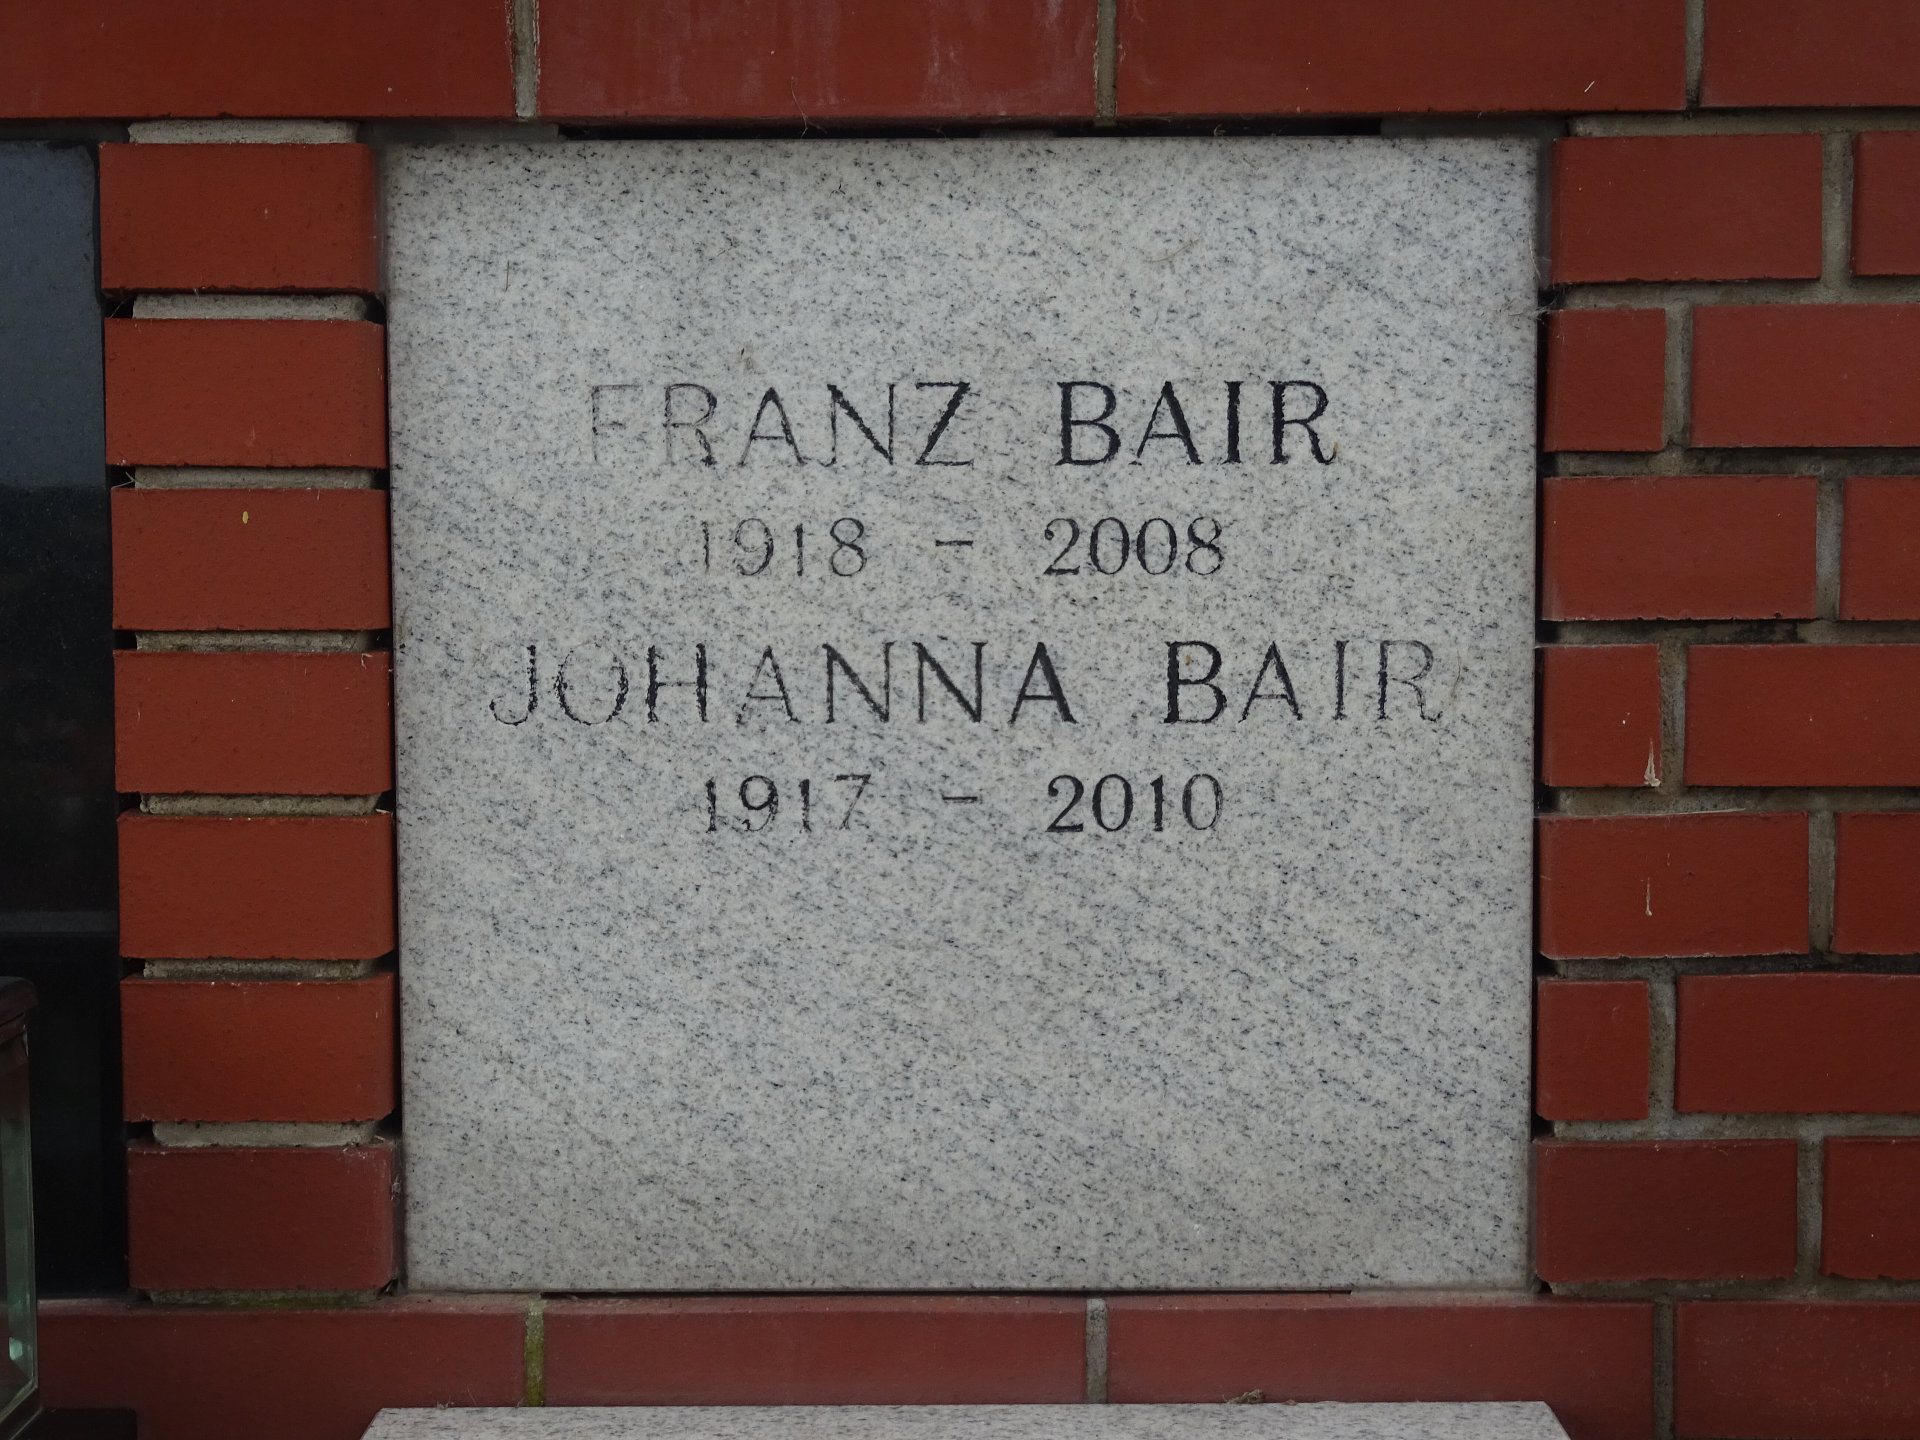 FRANZ BAIR
1918 - 2008
JOHANNA BAIR
1917 - 2010